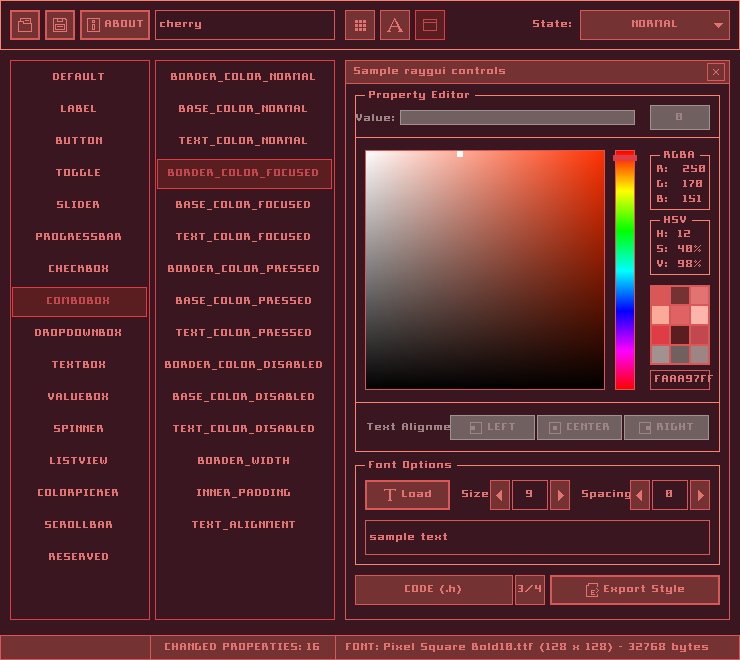 ABOUT cherry State: NORMAL
Sample raygui controls
DEFAULT
LABEL
BUTTON
TOGGLE
SLIDER
PROGRESSBAR
CHECKBOX
COMBOBOX
DROPDOWNBOX
TEXTBOX
VALUEBOX
SPINNER
LISTVIEW
COLORPICKER
SCROLLBAR
RESERVED
BORDER_COLOR_NORMAL
BASE_COLOR_NORMAL
TEXT_COLOR_NORMAL
BORDER_COLOR_FOCUSED
BASE_COLOR_FOCUSED
TEXT_COLOR_FOCUSED
BORDER_COLOR_PRESSED
BASE_COLOR_PRESSED
TEXT_COLOR_PRESSED
BORDER_COLOR_DISABLED
BASE_COLOR_DISABLED
TEXT_COLOR_DISABLED
BORDER_WIDTH
INNER_PADDING
TEXT_ALIGNMENT
Property Editor
Value: 0
RGBA
R: 250
G: 170
B: 151
HSV
H: 12
S: 40%
V: 98%
FAAA97FF
Text Alignme LEFT CENTER RIGHT
Font Options
Load Size 9 Spacing 0
sample text
CODE (.h) 3/4 Export Style
CHANGED PROPERTIES: 16 FONT: Pixel Square Bold10.ttf (128 x 128) - 32768 bytes